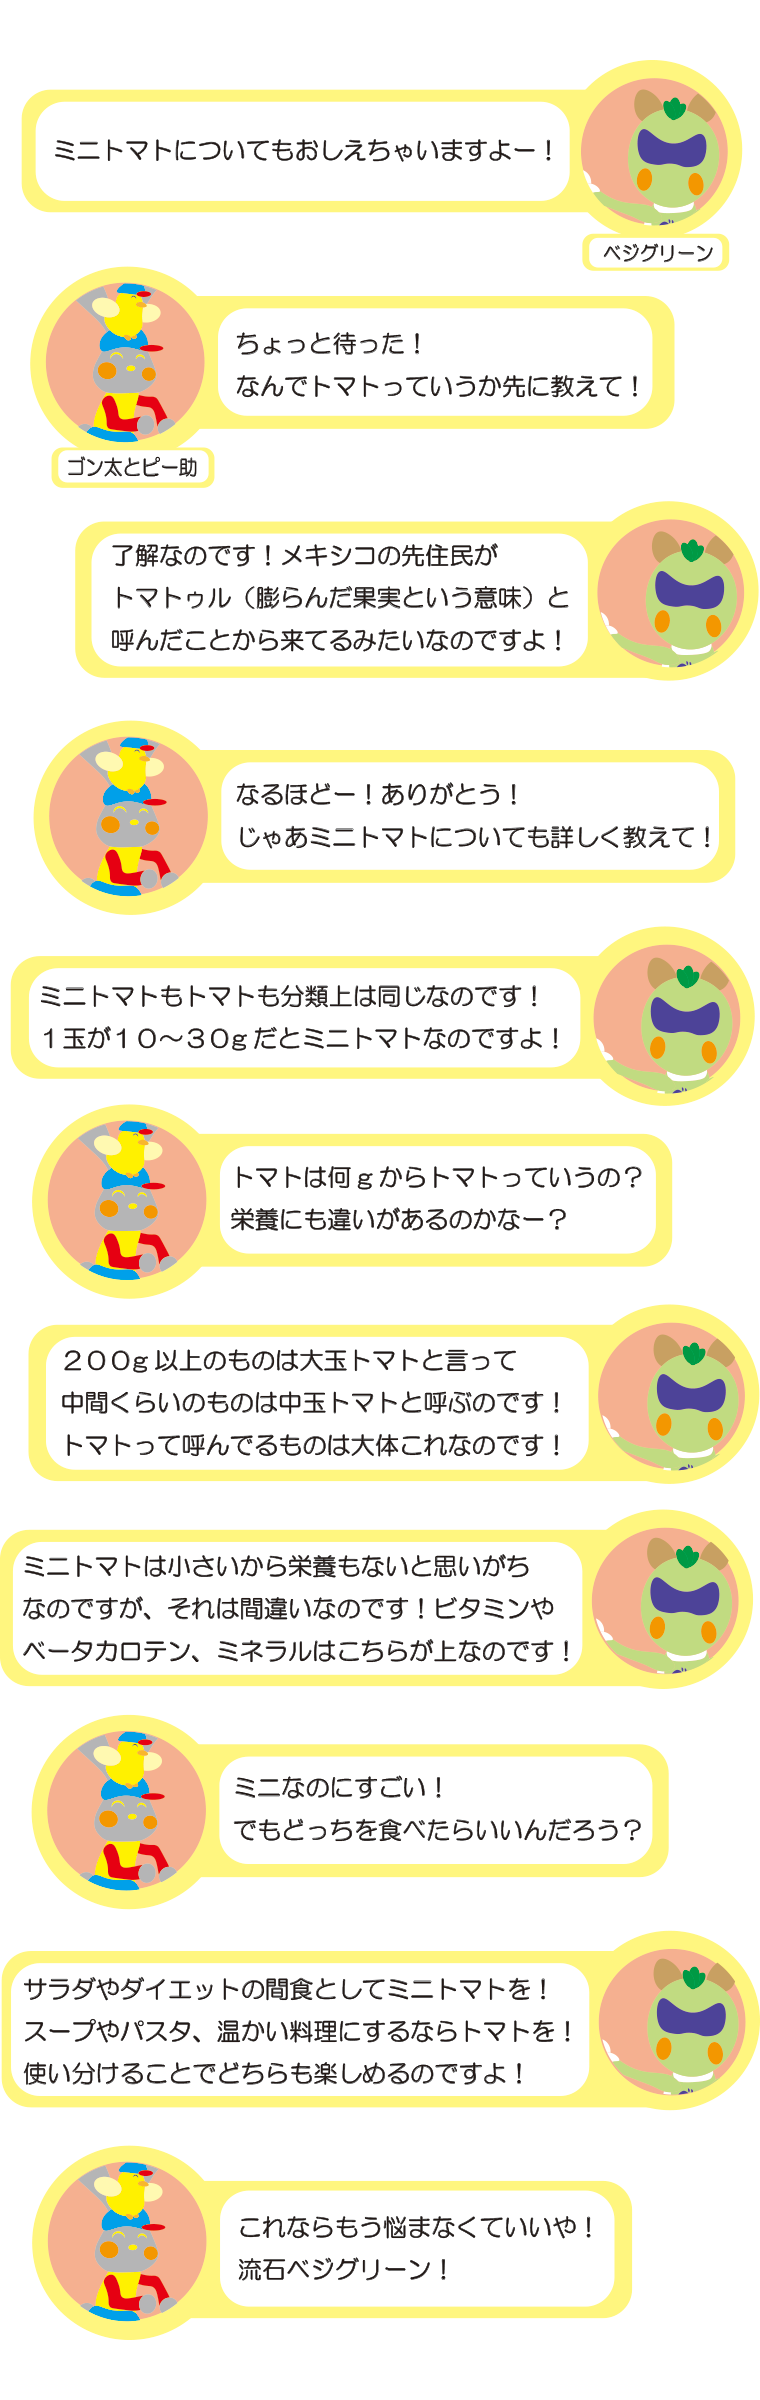 ミニトマトについてもおしえちゃいますよー！
ベジグリーン
ちょっと待った！
なんでトマトっていうか先に教えて！
ゴン太とピー助
了解なのです！メキシコの先住民が
トマトゥル（膨らんだ果実という意味）と
呼んだことから来てるみたいなのですよ！
なるほどー！ありがとう！
じゃあミニトマトについても詳しく教えて！
ミニトマトもトマトも分類上は同じなのです！
１玉が１０～３０ｇだとミニトマトなのですよ！
トマトは何ｇからトマトっていうの？
栄養にも違いがあるのかなー？
２００ｇ以上のものは大玉トマトと言って
中間くらいのものは中玉トマトと呼ぶのです！
トマトって呼んでるものは大体これなのです！
ミニトマトは小さいから栄養もないと思いがち
なのですが、それは間違いなのです！ビタミンや
ベータカロテン、ミネラルはこちらが上なのです！
ミニなのにすごい！
でもどっちを食べたらいいんだろう？
サラダやダイエットの間食としてミニトマトを！
スープやパスタ、温かい料理にするならトマトを！
使い分けることでどちらも楽しめるのですよ！
これならもう悩まなくていいや！
流石ベジグリーン！